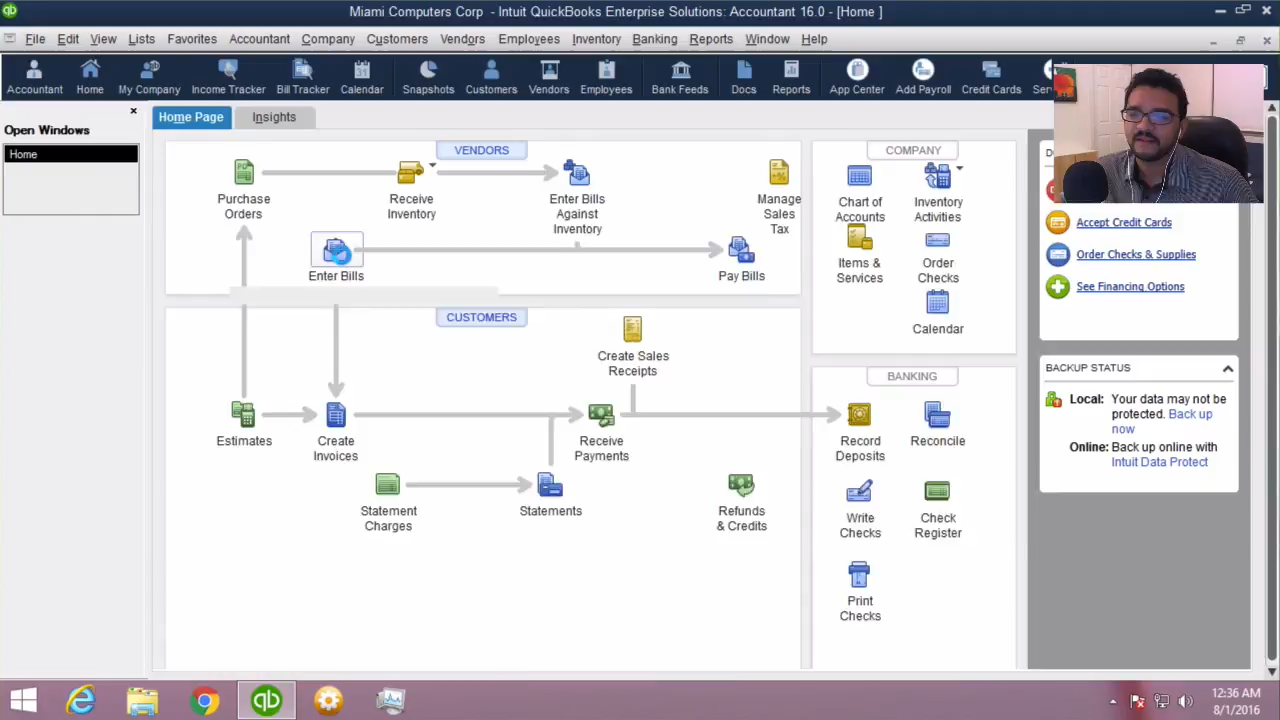 Miami Computers Corp - Intuit QuickBooks Enterprise Solutions: Accountant 16.0 - [Home ]
File Edit View Lists Favorites Accountant Company Customers Vendors Employees Inventory Banking Reports Window Help
Accountant Home My Company Income Tracker Bill Tracker Calendar Snapshots Customers Vendors Employees Bank Feeds Docs Reports App Center Add Payroll Credit Cards
Open Windows
Home
Home Page Insights
VENDORS
Purchase
Orders
Receive
Inventory
Enter Bills
Against
Inventory
Manage
Sales
Tax
Enter Bills
Pay Bills
CUSTOMERS
Create Sales
Receipts
Estimates
Create
Invoices
Receive
Payments
Statement
Charges
Statements
Refunds
& Credits
COMPANY
Chart of
Accounts
Inventory
Activities
Items &
Services
Order
Checks
Calendar
BANKING
Record
Deposits
Reconcile
Write
Checks
Check
Register
Print
Checks
Accept Credit Cards
Order Checks & Supplies
See Financing Options
BACKUP STATUS
Local: Your data may not be
protected. Back up
now
Online: Back up online with
Intuit Data Protect
qb
12:36 AM
8/1/2016